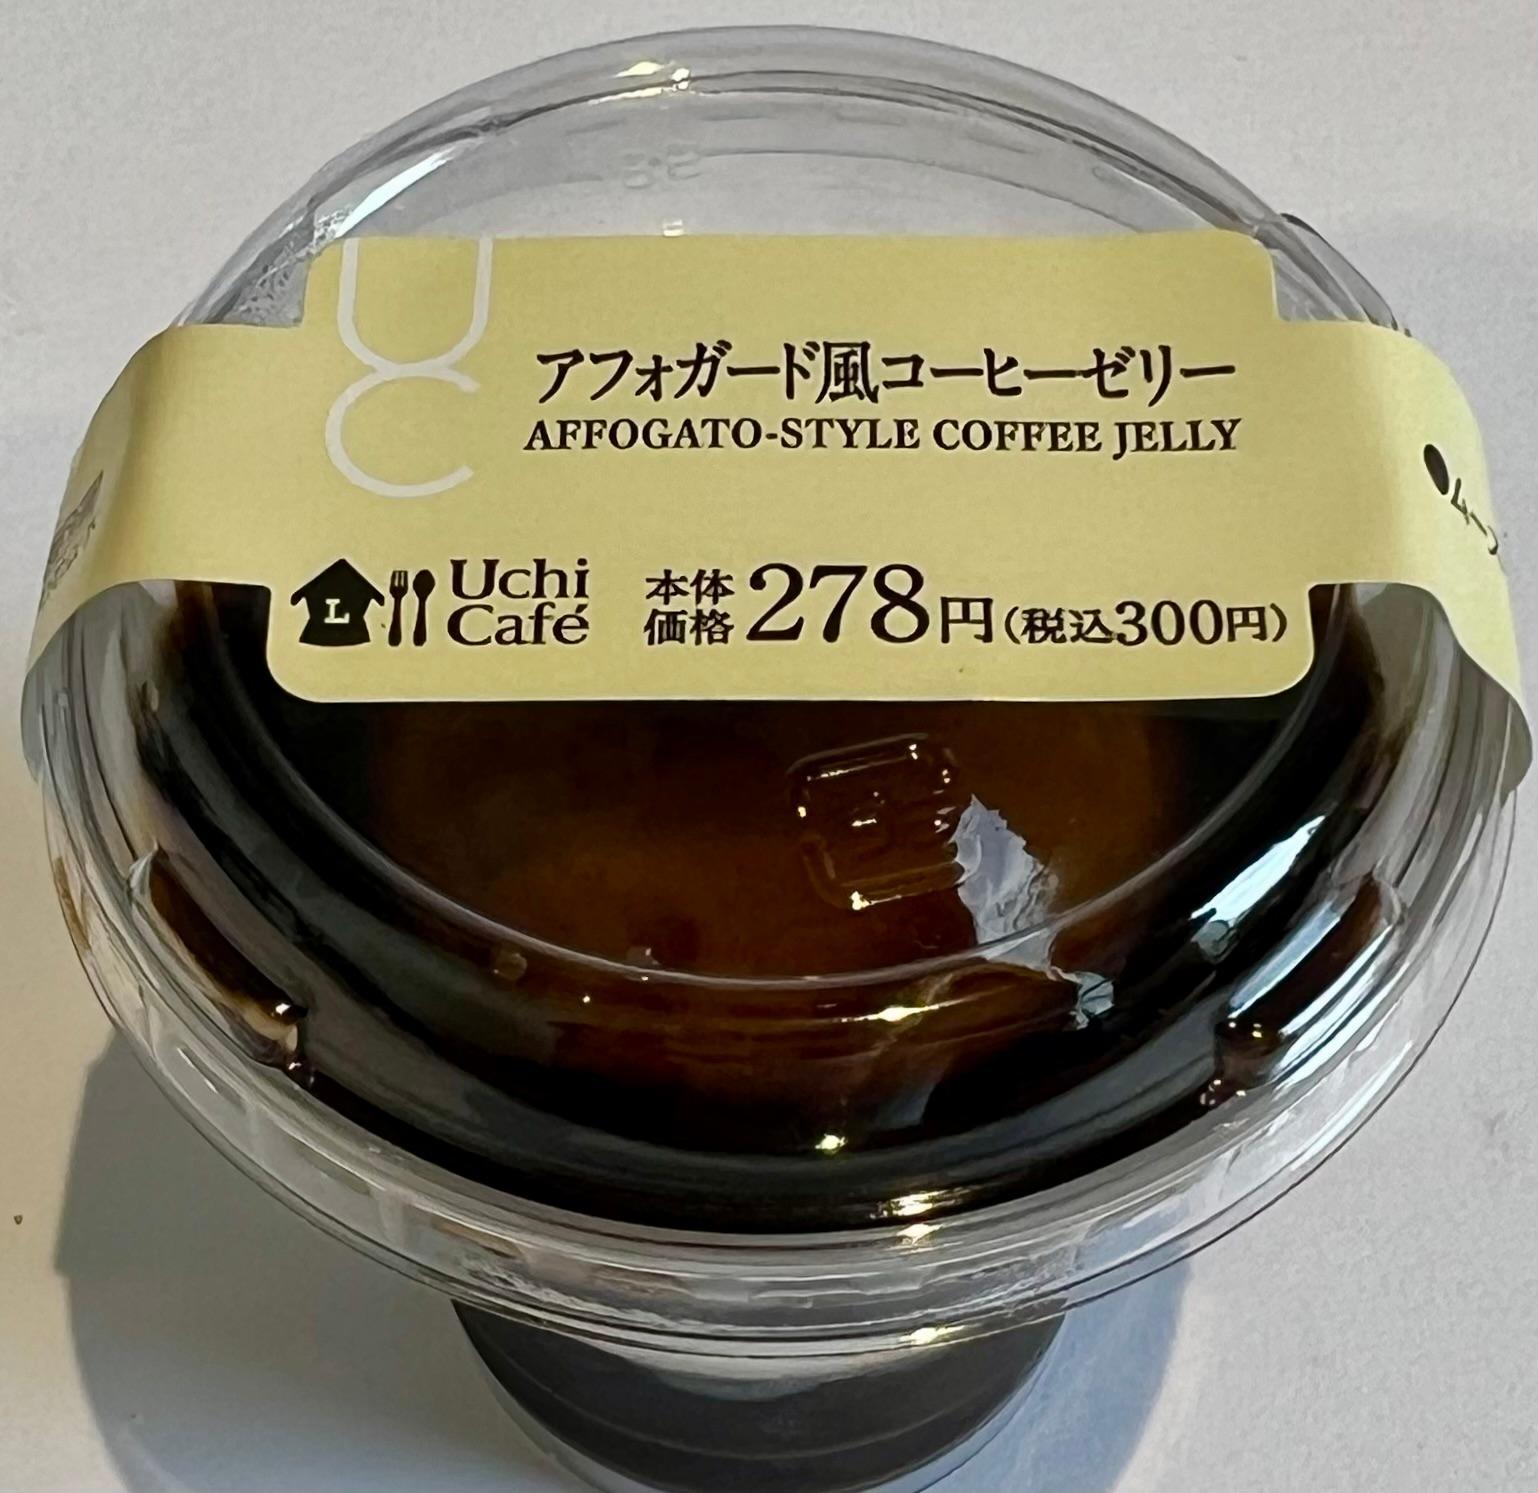 UC
アフォガード風コーヒーゼリー
AFFOGATO-STYLE COFFEE JELLY
L
Uchi
Café
本体
価格 278円(税込300円)